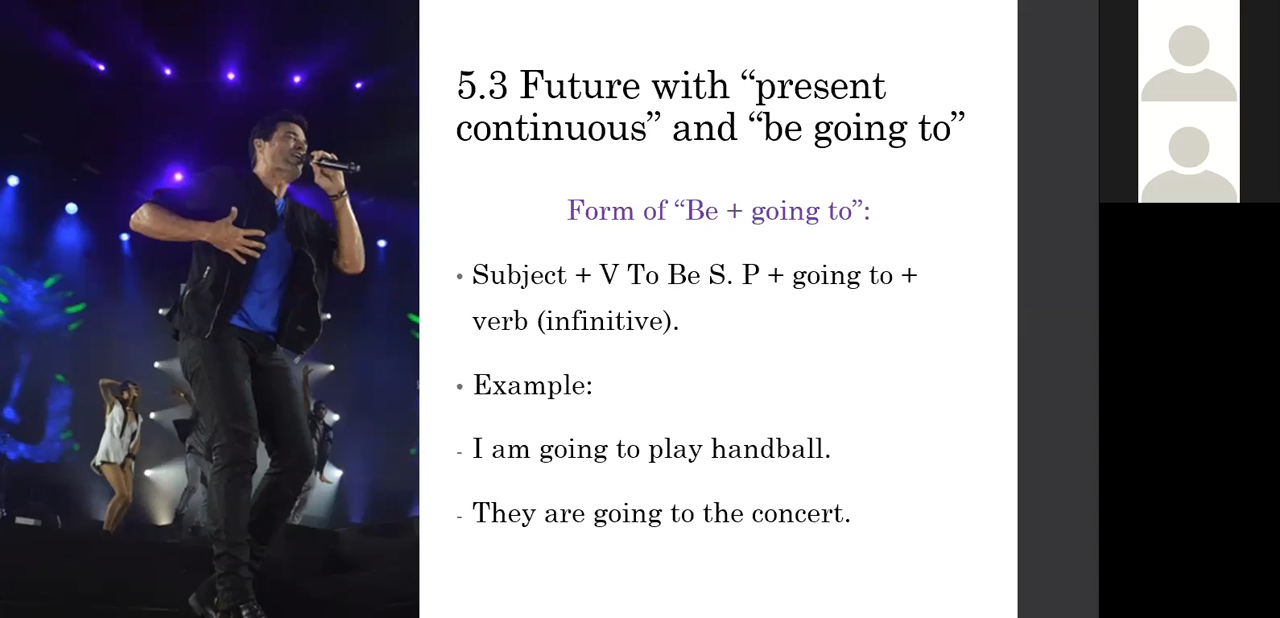 5.3 Future with “present
continuous” and “be going to”
Form of “Be + going to”:
• Subject + V To Be S. P + going to +
verb (infinitive).
• Example:
- I am going to play handball.
- They are going to the concert.